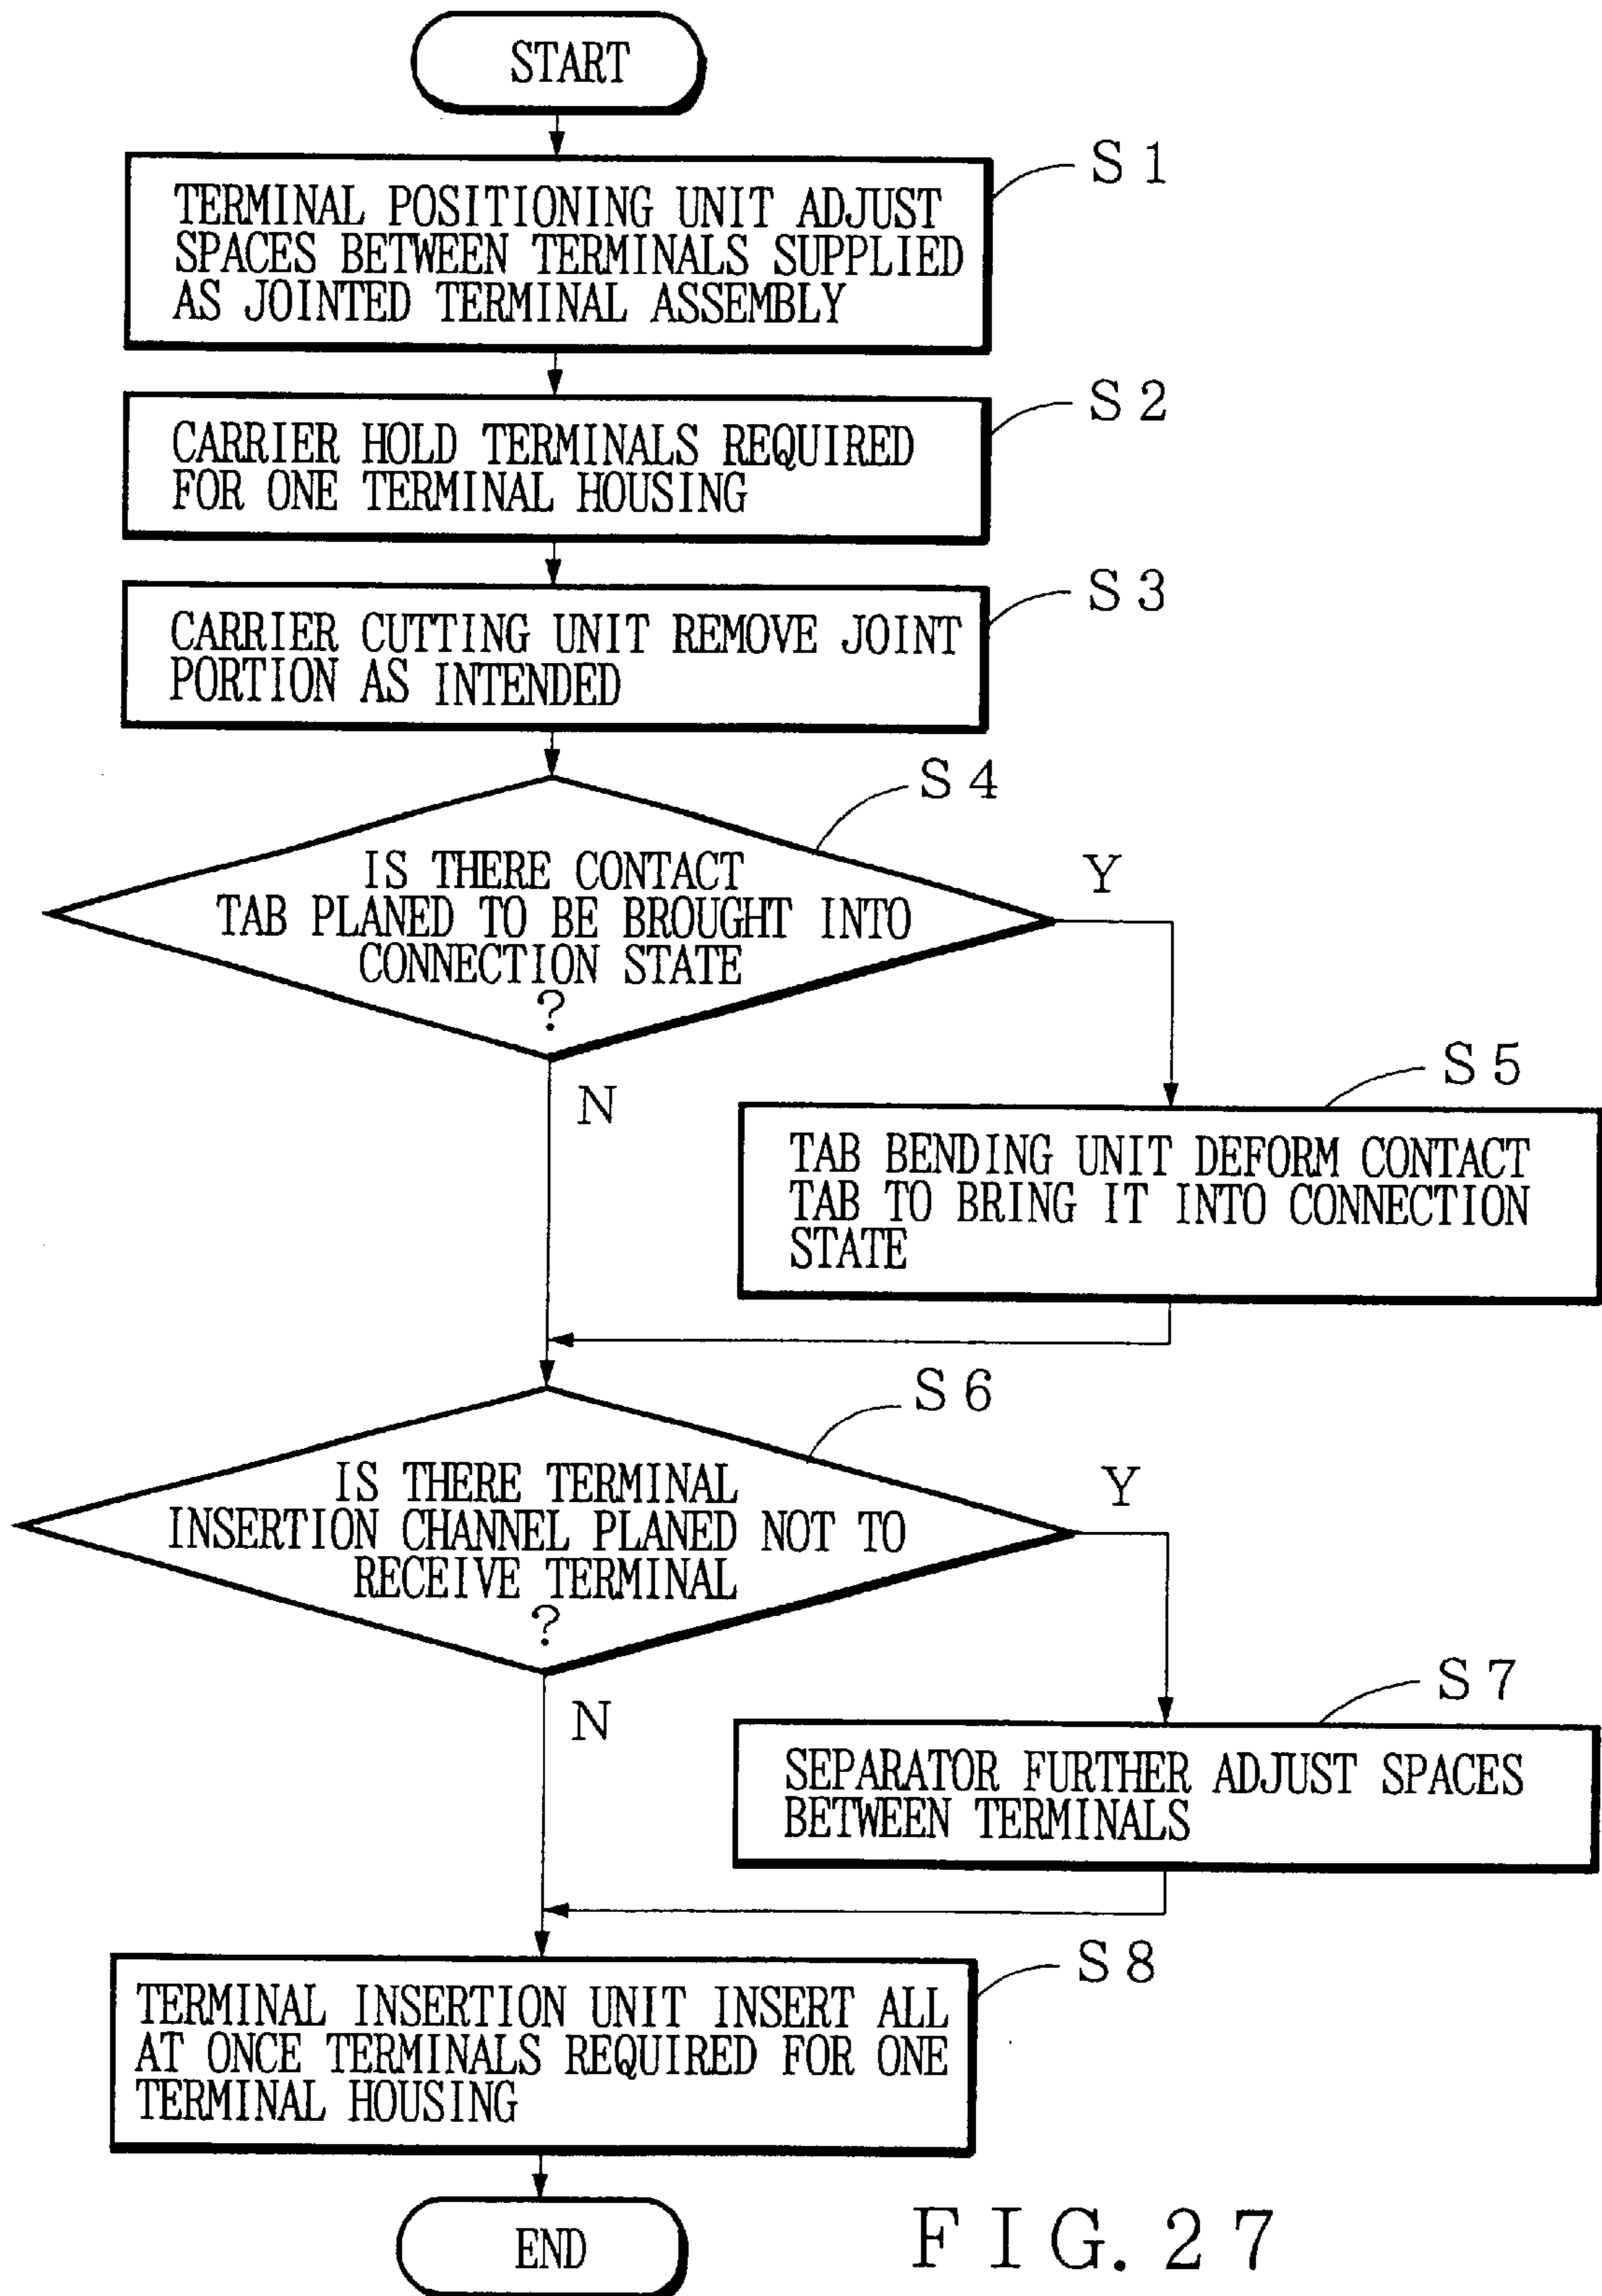 START
S1
TERMINAL POSITIONING UNIT ADJUST
SPACES BETWEEN TERMINALS SUPPLIED
AS JOINTED TERMINAL ASSEMBLY
S2
CARRIER HOLD TERMINALS REQUIRED
FOR ONE TERMINAL HOUSING
S3
CARRIER CUTTING UNIT REMOVE JOINT
PORTION AS INTENDED
S4
IS THERE CONTACT
TAB PLANED TO BE BROUGHT INTO
CONNECTION STATE
?
Y
N
S5
TAB BENDING UNIT DEFORM CONTACT
TAB TO BRING IT INTO CONNECTION
STATE
S6
IS THERE TERMINAL
INSERTION CHANNEL PLANED NOT TO
RECEIVE TERMINAL
?
Y
N
S7
SEPARATOR FURTHER ADJUST SPACES
BETWEEN TERMINALS
S8
TERMINAL INSERTION UNIT INSERT ALL
AT ONCE TERMINALS REQUIRED FOR ONE
TERMINAL HOUSING
END
FIG. 27